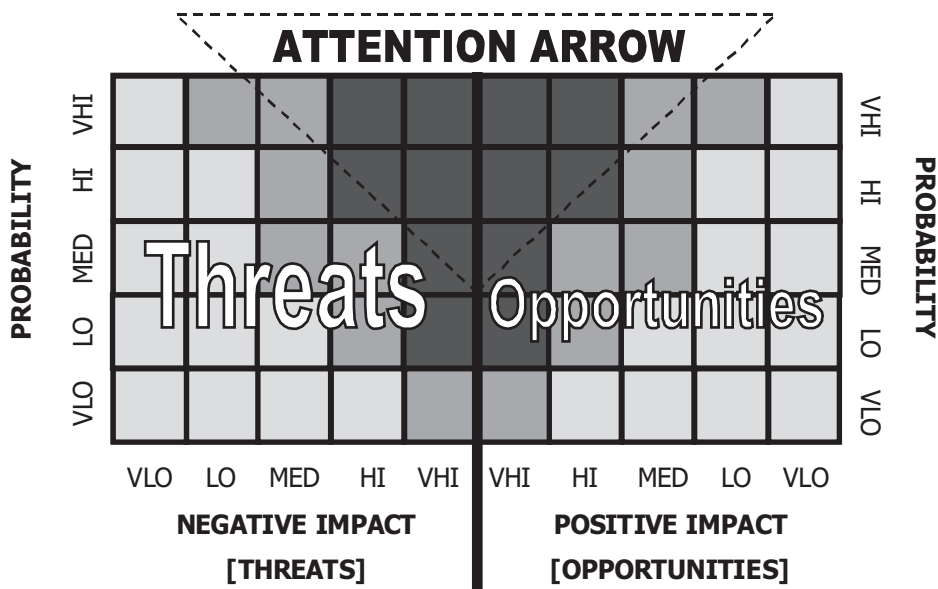 ATTENTION ARROW
PROBABILITY
VHI
HI
MED
LO
VLO
Threats
Opportunities
VHI
HI
MED
LO
VLO
PROBABILITY
VLO LO MED HI VHI VHI HI MED LO VLO
NEGATIVE IMPACT POSITIVE IMPACT
[THREATS] [OPPORTUNITIES]